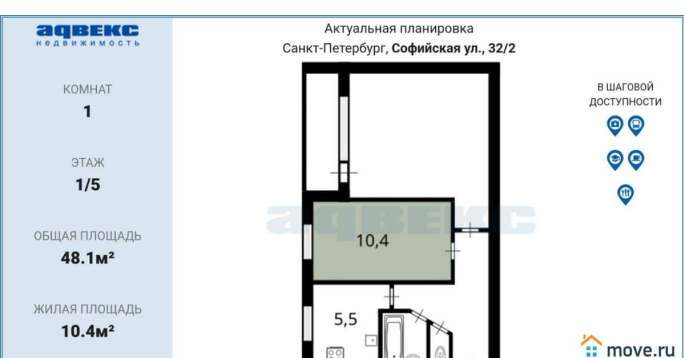 адвекс
НЕДВИЖИМОСТЬ
Актуальная планировка
Санкт-Петербург, Софийская ул., 32/2
КОМНАТ
1
ЭТАЖ
1/5
ОБЩАЯ ПЛОЩАДЬ
48.1м²
ЖИЛАЯ ПЛОЩАДЬ
10.4м²
адвекс
10,4
5,5
В ШАГОВОЙ
ДОСТУПНОСТИ
move.ru